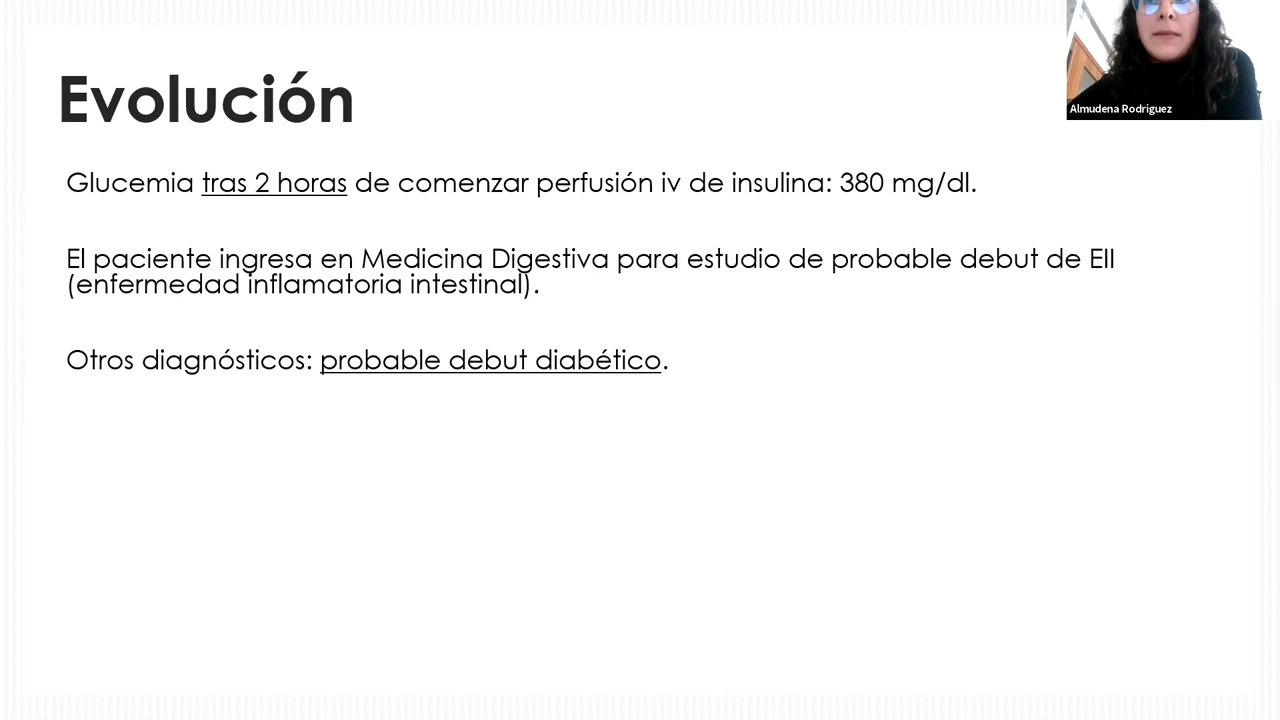 Evolución
Almudena Rodriguez
Glucemia tras 2 horas de comenzar perfusión iv de insulina: 380 mg/dl.
El paciente ingresa en Medicina Digestiva para estudio de probable debut de EII
(enfermedad inflamatoria intestinal).
Otros diagnósticos: probable debut diabético.